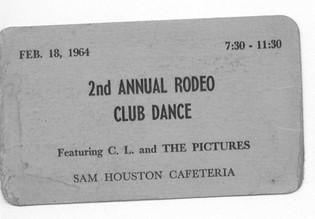 FEB. 18, 1964 7:30 - 11:30
2nd ANNUAL RODEO
CLUB DANCE
Featuring C. L. and THE PICTURES
SAM HOUSTON CAFETERIA